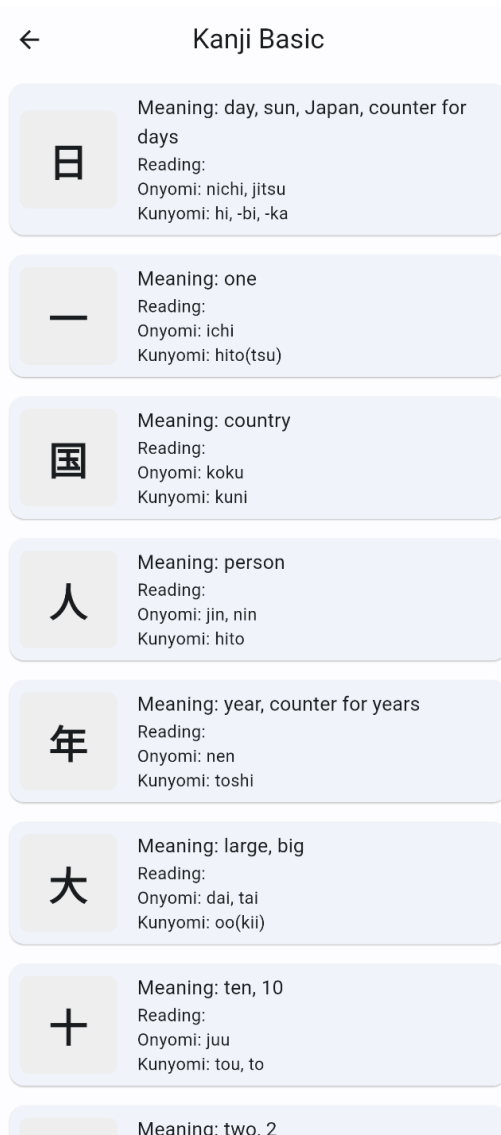 Kanji Basic
日
Meaning: day, sun, Japan, counter for
days
Reading:
Onyomi: nichi, jitsu
Kunyomi: hi, -bi, -ka
一
Meaning: one
Reading:
Onyomi: ichi
Kunyomi: hito(tsu)
国
Meaning: country
Reading:
Onyomi: koku
Kunyomi: kuni
人
Meaning: person
Reading:
Onyomi: jin, nin
Kunyomi: hito
年
Meaning: year, counter for years
Reading:
Onyomi: nen
Kunyomi: toshi
大
Meaning: large, big
Reading:
Onyomi: dai, tai
Kunyomi: oo(kii)
十
Meaning: ten, 10
Reading:
Onyomi: juu
Kunyomi: tou, to
Meaning: two, 2